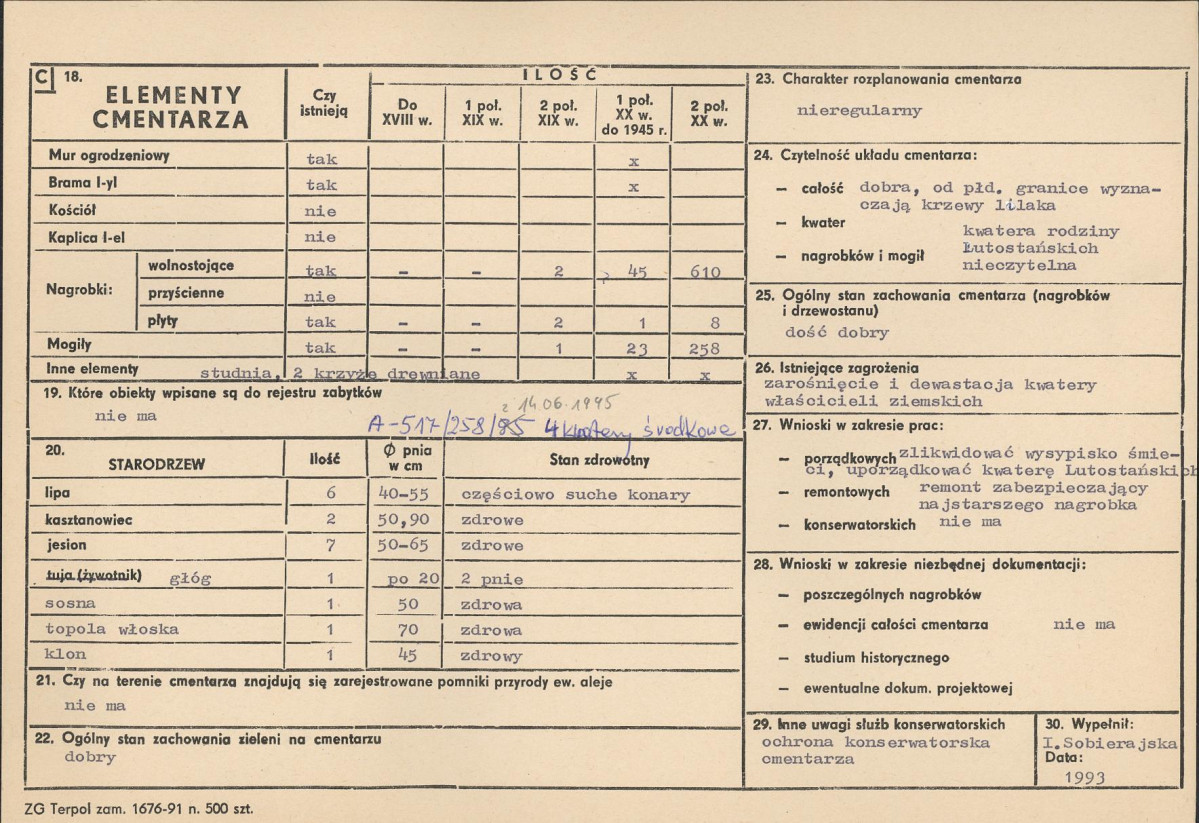 C 18.
ELEMENTY
CMENTARZA
Czy
istnieją
ILOŚĆ
Do
XVIII w.
1 poł.
XIX w.
2 poł.
XIX w.
1 poł.
XX w.
do 1945 r.
2 poł.
XX w.
Mur ogrodzeniowy tak x
Brama I-yl tak x
Kościół nie
Kaplica I-el nie
Nagrobki:
wolnostojące tak – – 2 45 610
przyścienne nie
płyty tak – – 2 1 8
Mogiły tak – – 1 23 258
Inne elementy studnia, 2 krzyże drewniane x x
19. Które obiekty wpisane są do rejestru zabytków
nie ma
z 14.06.1995
A-517/258/95 4 kwatery środkowe
20.
STARODRZEW
Ilość
Ø pnia
w cm
Stan zdrowotny
lipa 6 40-55 częściowo suche konary
kasztanowiec 2 50,90 zdrowe
jesion 7 50-65 zdrowe
tuja (żywotnik) głóg 1 po 20 2 pnie
sosna 1 50 zdrowa
topola włoska 1 70 zdrowa
klon 1 45 zdrowy
21. Czy na terenie cmentarza znajdują się zarejestrowane pomniki przyrody ew. aleje
nie ma
22. Ogólny stan zachowania zieleni na cmentarzu
dobry
23. Charakter rozplanowania cmentarza
nieregularny
24. Czytelność układu cmentarza:
– całość dobra, od płd. granice wyzna-
czają krzewy lilaka
– kwater kwatera rodziny
Łutostańskich
– nagrobków i mogił nieczytelna
25. Ogólny stan zachowania cmentarza (nagrobków
i drzewostanu)
dość dobry
26. Istniejące zagrożenia
zarośnięcie i dewastacja kwatery
właścicieli ziemskich
27. Wnioski w zakresie prac:
– porządkowych zlikwidować wysypisko śmie-
ci, uporządkować kwaterę Lutostańskich
– remontowych remont zabezpieczający
najstarszego nagrobka
– konserwatorskich nie ma
28. Wnioski w zakresie niezbędnej dokumentacji:
– poszczególnych nagrobków
– ewidencji całości cmentarza nie ma
– studium historycznego
– ewentualne dokum. projektowej
29. Inne uwagi służb konserwatorskich
ochrona konserwatorska
cmentarza
30. Wypełnił:
I.Sobierajska
Data:
1993
ZG Terpol zam. 1676-91 n. 500 szt.